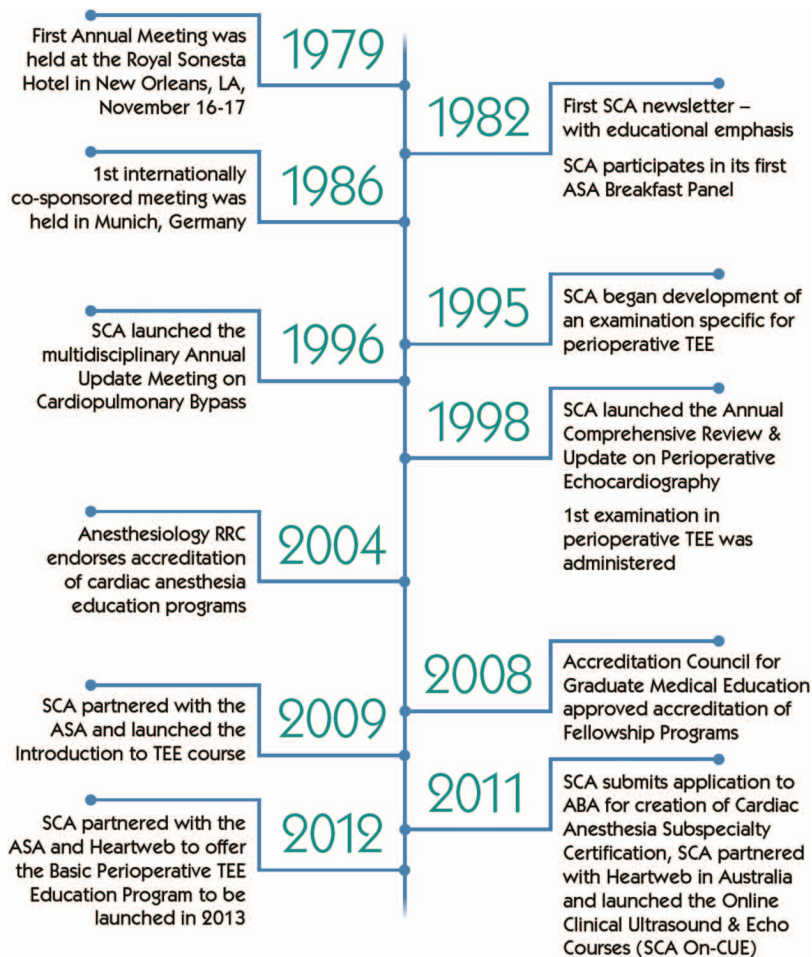 1979
First Annual Meeting was
held at the Royal Sonesta
Hotel in New Orleans, LA,
November 16-17
1982
First SCA newsletter –
with educational emphasis
SCA participates in its first
ASA Breakfast Panel
1986
1st internationally
co-sponsored meeting was
held in Munich, Germany
1995
SCA began development of
an examination specific for
perioperative TEE
1996
SCA launched the
multidisciplinary Annual
Update Meeting on
Cardiopulmonary Bypass
1998
SCA launched the Annual
Comprehensive Review &
Update on Perioperative
Echocardiography
1st examination in
perioperative TEE was
administered
2004
Anesthesiology RRC
endorses accreditation
of cardiac anesthesia
education programs
2008
Accreditation Council for
Graduate Medical Education
approved accreditation of
Fellowship Programs
2009
SCA partnered with the
ASA and launched the
Introduction to TEE course
2011
SCA submits application to
ABA for creation of Cardiac
Anesthesia Subspecialty
Certification, SCA partnered
with Heartweb in Australia
and launched the Online
Clinical Ultrasound & Echo
Courses (SCA On-CUE)
2012
SCA partnered with the
ASA and Heartweb to offer
the Basic Perioperative TEE
Education Program to be
launched in 2013